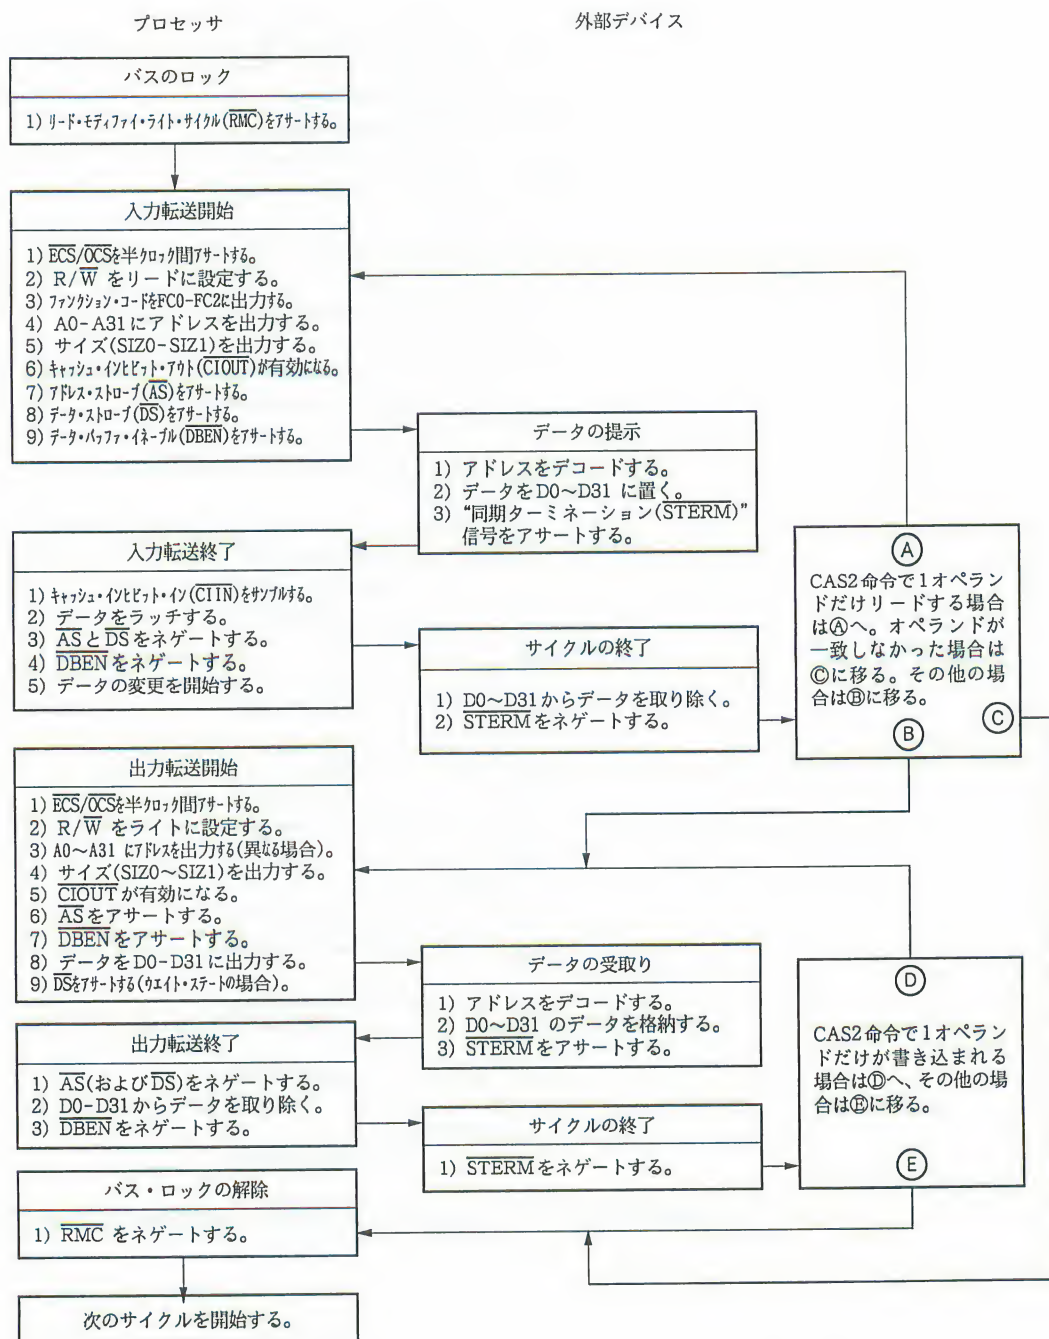 プロセッサ
外部デバイス
バスのロック
1) リード・モディファイ・ライト・サイクル(RMC)をアサートする。
入力転送開始
1) ECS/OCSを半クロック間アサートする。
2) R/W をリードに設定する。
3) ファンクション・コードをFC0-FC2に出力する。
4) A0-A31にアドレスを出力する。
5) サイズ(SIZ0-SIZ1)を出力する。
6) キャッシュ・インヒビット・アウト(CIOUT)が有効になる。
7) アドレス・ストローブ(AS)をアサートする。
8) データ・ストローブ(DS)をアサートする。
9) データ・バッファ・イネーブル(DBEN)をアサートする。
データの提示
1) アドレスをデコードする。
2) データをD0～D31 に置く。
3) “同期ターミネーション(STERM)”
信号をアサートする。
入力転送終了
1) キャッシュ・インヒビット・イン(CIIN)をサンプルする。
2) データをラッチする。
3) ASとDSをネゲートする。
4) DBENをネゲートする。
5) データの変更を開始する。
サイクルの終了
1) D0～D31からデータを取り除く。
2) STERMをネゲートする。
A
CAS2命令で1オペラン
ドだけリードする場合
はⒶへ。オペランドが
一致しなかった場合は
Ⓒに移る。その他の場
合はⒷに移る。
C
B
出力転送開始
1) ECS/OCSを半クロック間アサートする。
2) R/W をライトに設定する。
3) A0～A31 にアドレスを出力する(異なる場合)。
4) サイズ(SIZ0～SIZ1)を出力する。
5) CIOUTが有効になる。
6) ASをアサートする。
7) DBENをアサートする。
8) データをD0-D31に出力する。
9) DSをアサートする(ウエイト・ステートの場合)。
データの受取り
1) アドレスをデコードする。
2) D0～D31 のデータを格納する。
3) STERMをアサートする。
出力転送終了
1) AS(およびDS)をネゲートする。
2) D0-D31からデータを取り除く。
3) DBENをネゲートする。
サイクルの終了
1) STERMをネゲートする。
D
CAS2命令で1オペラン
ドだけが書き込まれる
場合はⒹへ、その他の場
合はⒺに移る。
E
バス・ロックの解除
1) RMC をネゲートする。
次のサイクルを開始する。